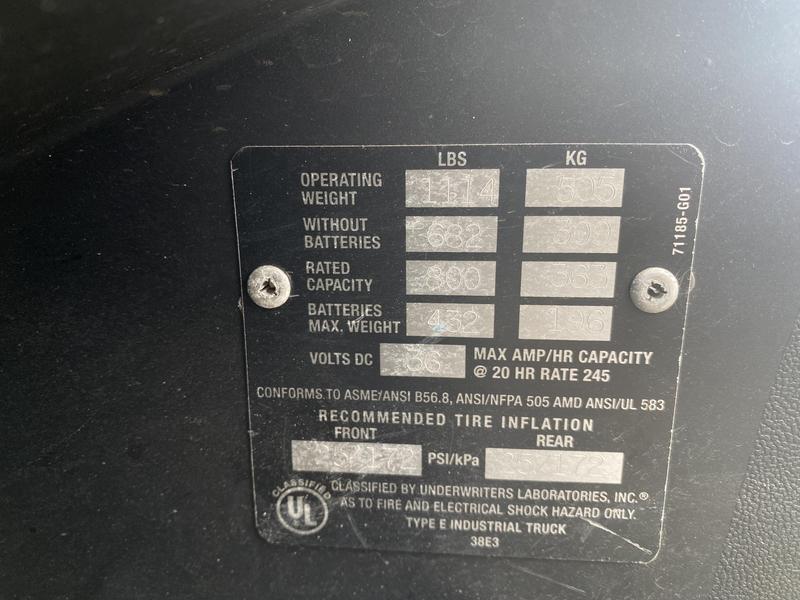 LBS KG
OPERATING WEIGHT 1114 505
WITHOUT BATTERIES 682 309
RATED CAPACITY 800 363
BATTERIES MAX. WEIGHT 432 196
VOLTS DC 36 MAX AMP/HR CAPACITY
@ 20 HR RATE 245
CONFORMS TO ASME/ANSI B56.8, ANSI/NFPA 505 AMD ANSI/UL 583
RECOMMENDED TIRE INFLATION
FRONT REAR
25/172 PSI/kPa 25/172
CLASSIFIED
UL
CLASSIFIED BY UNDERWRITERS LABORATORIES, INC.®
AS TO FIRE AND ELECTRICAL SHOCK HAZARD ONLY.
TYPE E INDUSTRIAL TRUCK
38E3
71185-G01